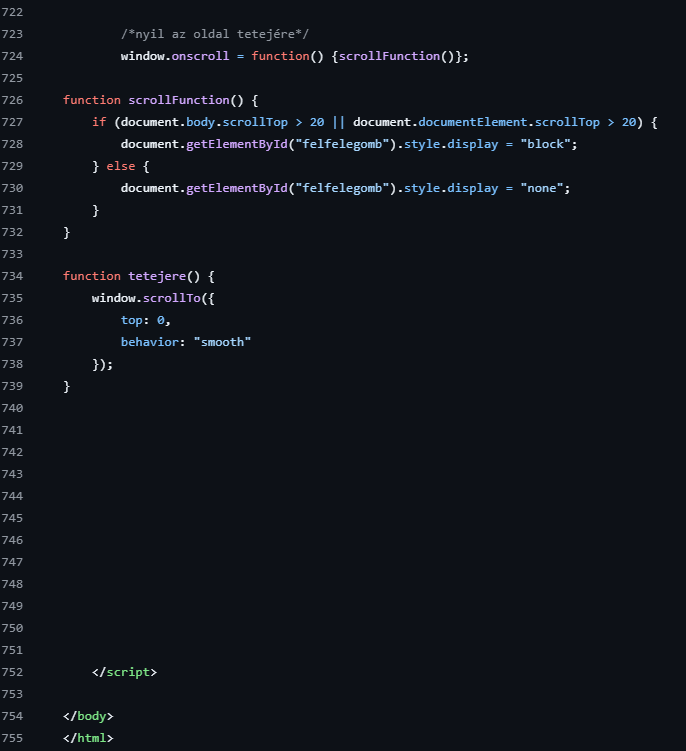 722
723 /*nyil az oldal tetejére*/
724 window.onscroll = function() {scrollFunction()};
725
726 function scrollFunction() {
727 if (document.body.scrollTop > 20 || document.documentElement.scrollTop > 20) {
728 document.getElementById("felfelegomb").style.display = "block";
729 } else {
730 document.getElementById("felfelegomb").style.display = "none";
731 }
732 }
733
734 function tetejere() {
735 window.scrollTo({
736 top: 0,
737 behavior: "smooth"
738 });
739 }
740
741
742
743
744
745
746
747
748
749
750
751
752 </script>
753
754 </body>
755 </html>